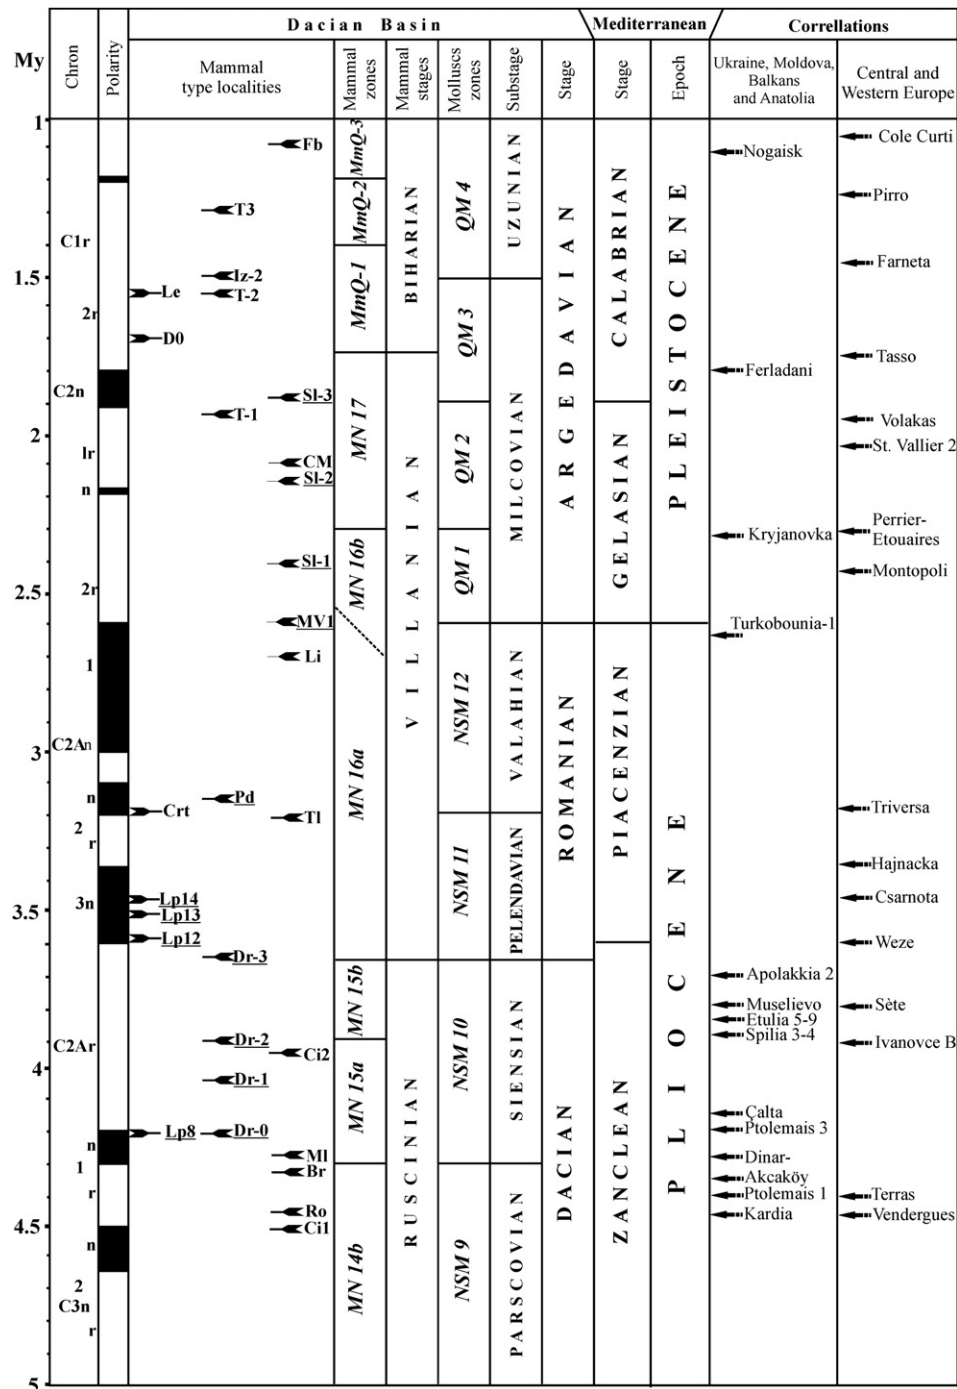 Dacian Basin
Mediterranean
Correllations
My
Chron
Polarity
Mammal
type localities
Mammal
zones
Mammal
stages
Molluscs
zones
Substage
Stage
Stage
Epoch
Ukraine, Moldova,
Balkans
and Anatolia
Central and
Western Europe
1
1.5
2
2.5
3
3.5
4
4.5
5
C1r
2r
C2n
lr
n
2r
1
C2An
n
2
r
3n
C2Ar
n
1
r
n
2
C3n
r
Fb
T3
Iz-2
Le
T-2
D0
Sl-3
T-1
CM
Sl-2
Sl-1
MV1
Li
Pd
Crt
Tl
Lp14
Lp13
Lp12
Dr-3
Dr-2
Ci2
Dr-1
Lp8
Dr-0
Ml
Br
Ro
Ci1
MmQ-3
MmQ-2
MmQ-1
MN 17
MN 16b
MN 16a
MN 15b
MN 15a
MN 14b
BIHARIAN
VILLANIAN
RUSCINIAN
QM 4
QM 3
QM 2
QM 1
NSM 12
NSM 11
NSM 10
NSM 9
UZUNIAN
MILCOVIAN
VALAHIAN
PELENDAVIAN
SIENSIAN
PARSCOVIAN
ARGEDAVIAN
ROMANIAN
DACIAN
CALABRIAN
GELASIAN
PIACENZIAN
ZANCLEAN
PLEISTOCENE
PLIOCEENE
Nogaisk
Ferladani
Kryjanovka
Turkobounia-1
Apolakkia 2
Muselievo
Etulia 5-9
Spilia 3-4
Çalta
Ptolemais 3
Dinar-
Akcaköy
Ptolemais 1
Kardia
Cole Curti
Pirro
Farneta
Tasso
Volakas
St. Vallier 2
Perrier-
Etouaires
Montopoli
Triversa
Hajnacka
Csarnota
Weze
Sète
Ivanovce B
Terras
Vendergues